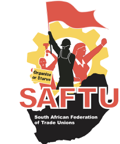 Organise
or Starve
SAFTU
South African Federation
of Trade Unions